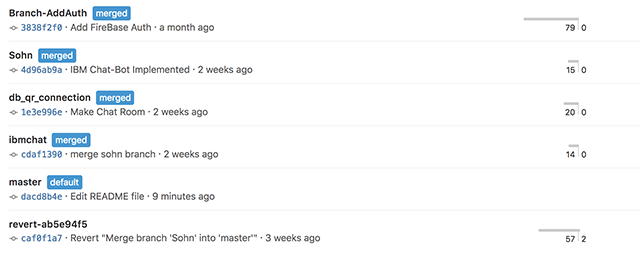 Branch-AddAuth merged
3838f2f0 · Add FireBase Auth · a month ago
79 0
Sohn merged
4d96ab9a · IBM Chat-Bot Implemented · 2 weeks ago
15 0
db_qr_connection merged
1e3e996e · Make Chat Room · 2 weeks ago
20 0
ibmchat merged
cdaf1390 · merge sohn branch · 2 weeks ago
14 0
master default
dacd8b4e · Edit README file · 9 minutes ago
revert-ab5e94f5
caf0f1a7 · Revert "Merge branch 'Sohn' into 'master'" · 3 weeks ago
57 2